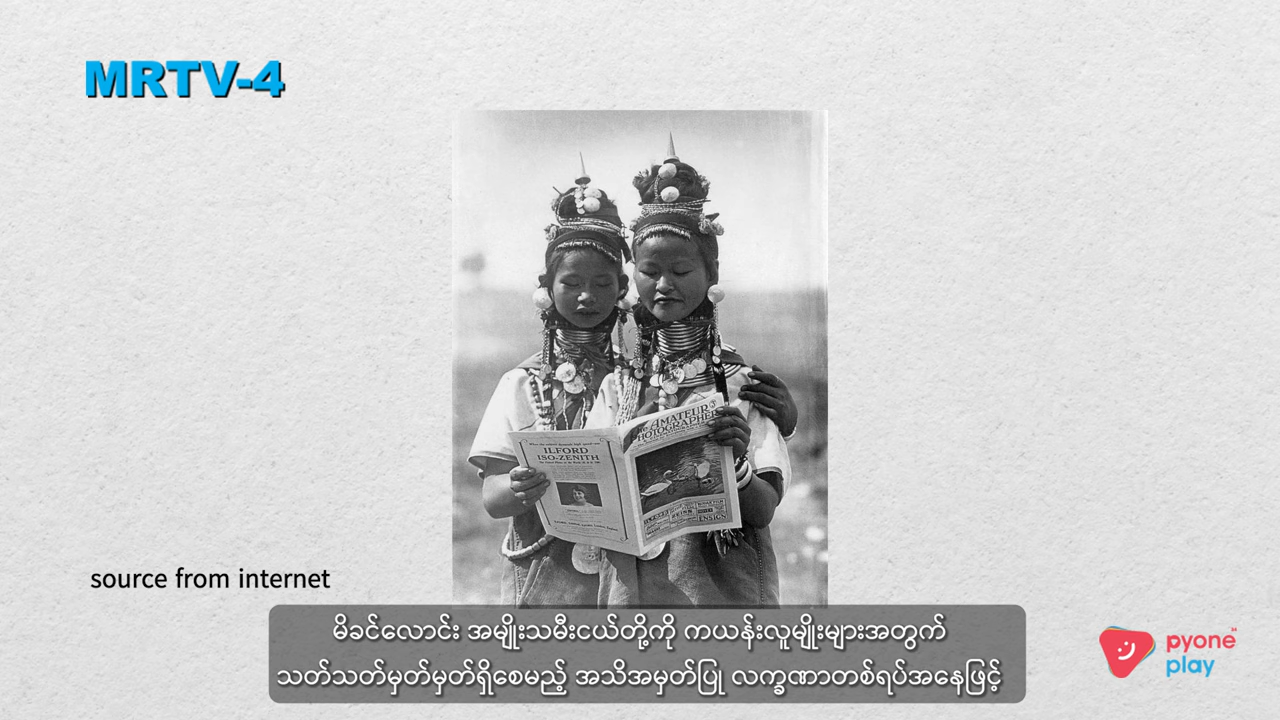 MRTV-4
The AMATEUR
PHOTOGRAPHER
ILFORD
ISO-ZENITH
ENSIGN
source from internet
မိခင်လောင်း အမျိုးသမီးငယ်တို့ကို ကယန်းလူမျိုးများအတွက်
သတ်သတ်မှတ်မှတ်ရှိစေမည့် အသိအမှတ်ပြု လက္ခဏာတစ်ရပ်အနေဖြင့်
pyone
play